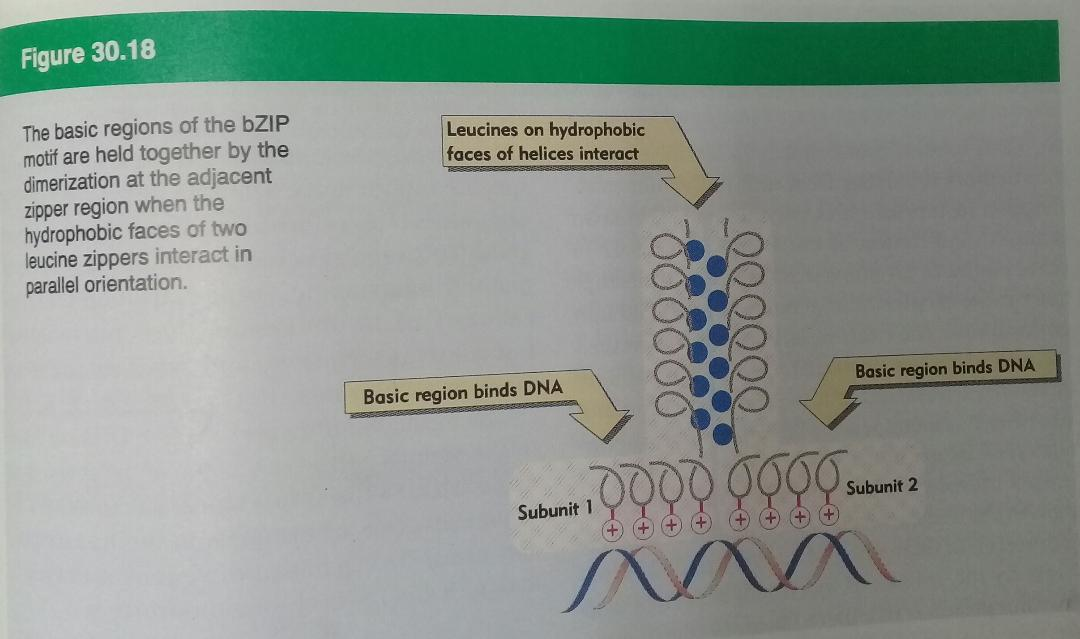 Figure 30.18
The basic regions of the bZIP
motif are held together by the
dimerization at the adjacent
zipper region when the
hydrophobic faces of two
leucine zippers interact in
parallel orientation.
Leucines on hydrophobic
faces of helices interact
Basic region binds DNA
Basic region binds DNA
Subunit 1
Subunit 2
+ + + + + + + +